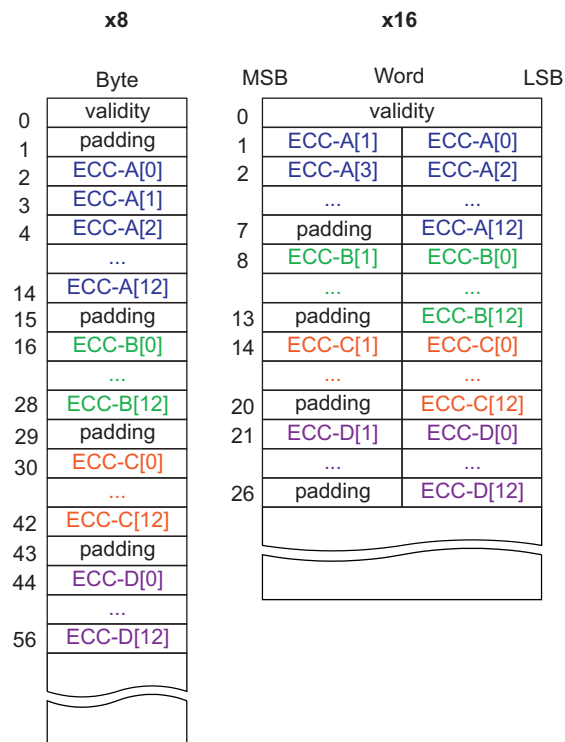 x8
x16
Byte
MSB Word LSB
0 validity
1 padding
2 ECC-A[0]
3 ECC-A[1]
4 ECC-A[2]
...
14 ECC-A[12]
15 padding
16 ECC-B[0]
...
28 ECC-B[12]
29 padding
30 ECC-C[0]
...
42 ECC-C[12]
43 padding
44 ECC-D[0]
...
56 ECC-D[12]
0 validity
1 ECC-A[1] ECC-A[0]
2 ECC-A[3] ECC-A[2]
... ...
7 padding ECC-A[12]
8 ECC-B[1] ECC-B[0]
... ...
13 padding ECC-B[12]
14 ECC-C[1] ECC-C[0]
... ...
20 padding ECC-C[12]
21 ECC-D[1] ECC-D[0]
... ...
26 padding ECC-D[12]